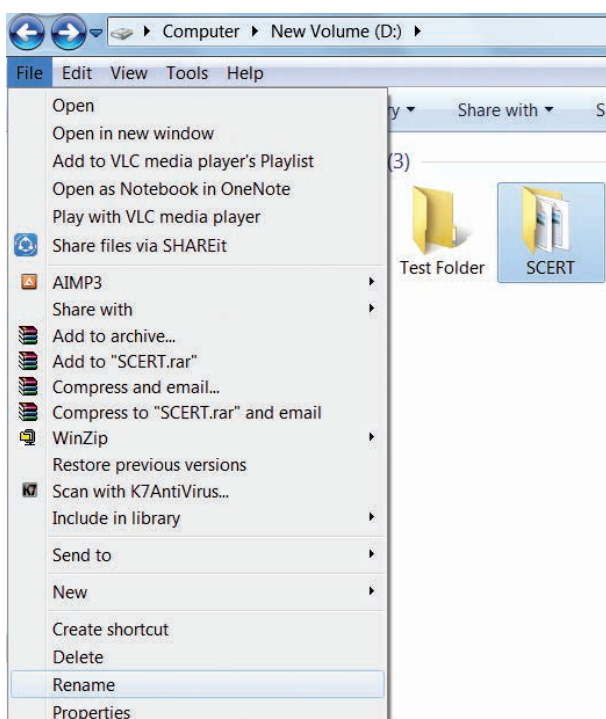 Computer New Volume (D:)
File Edit View Tools Help
Open
Open in new window
Add to VLC media player's Playlist
Open as Notebook in OneNote
Play with VLC media player
Share files via SHAREit
AIMP3
Share with
Add to archive...
Add to "SCERT.rar"
Compress and email...
Compress to "SCERT.rar" and email
WinZip
Restore previous versions
K7 Scan with K7AntiVirus...
Include in library
Send to
New
Create shortcut
Delete
Rename
Properties
Share with
(3)
Test Folder SCERT